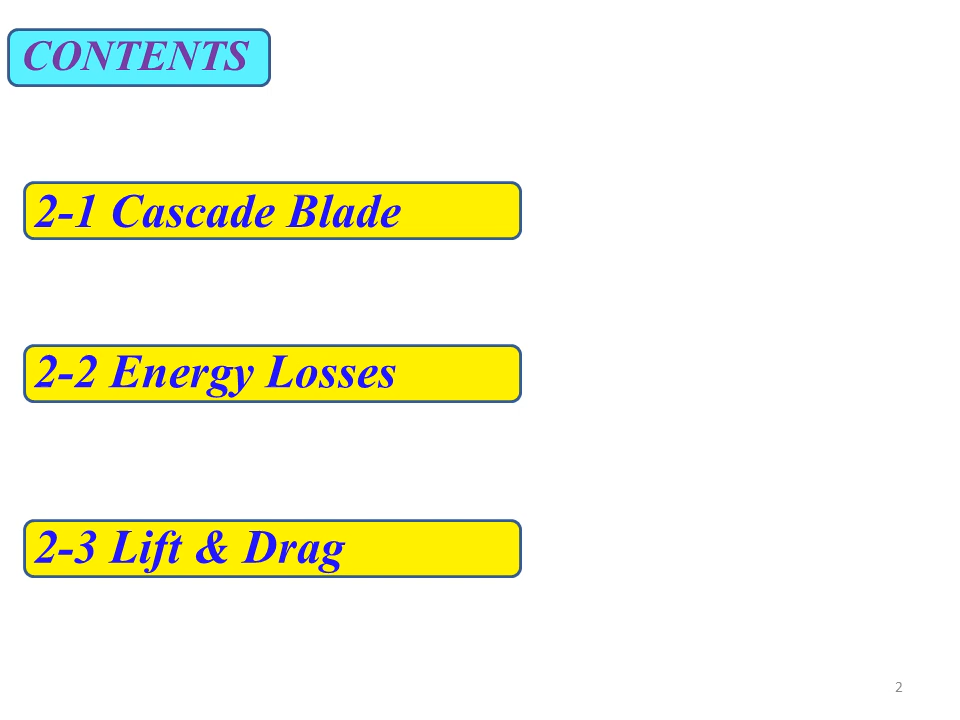 CONTENTS
2-1 Cascade Blade
2-2 Energy Losses
2-3 Lift & Drag
2